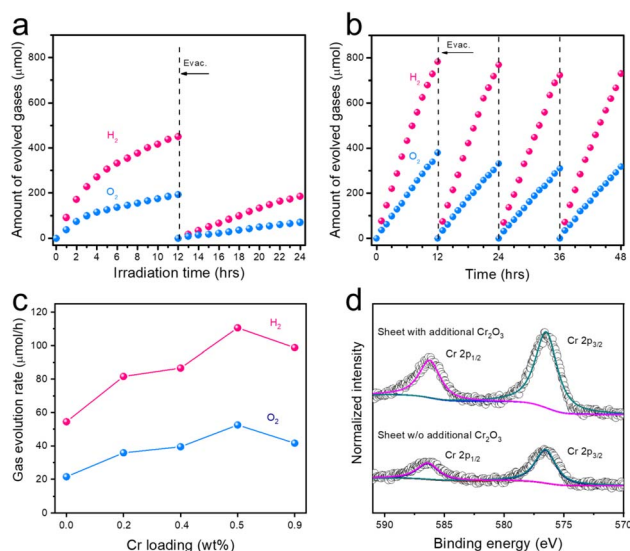 a
Amount of evolved gases (μmol)
800
600
400
200
0
H2
O2
Evac.
0 2 4 6 8 10 12 14 16 18 20 22 24
Irradiation time (hrs)
b
Amount of evolved gases (μmol)
800
600
400
200
0
H2
O2
Evac.
0 12 24 36 48
Time (hrs)
c
Gas evolution rate (μmol/h)
140
120
100
80
60
40
20
0
H2
O2
0.0 0.2 0.4 0.5 0.9
Cr loading (wt%)
d
Normalized intensity
Sheet with additional Cr2O3
Cr 2p1/2
Cr 2p3/2
Sheet w/o additional Cr2O3
Cr 2p1/2
Cr 2p3/2
590 585 580 575 570
Binding energy (eV)